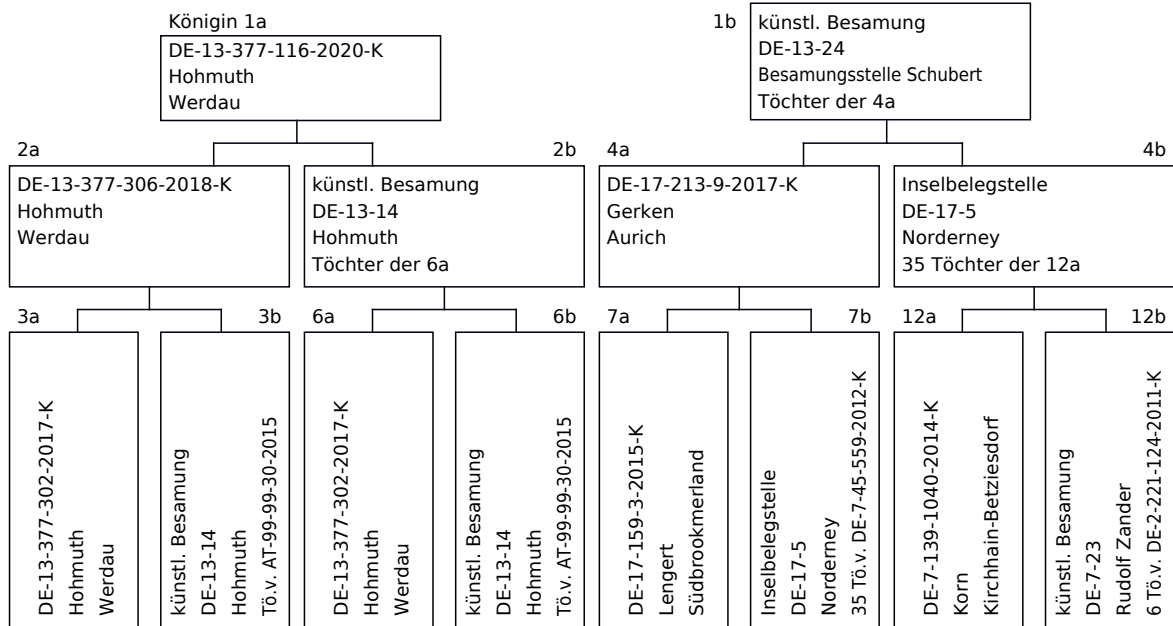 Königin 1a
DE-13-377-116-2020-K
Hohmuth
Werdau
1b
künstl. Besamung
DE-13-24
Besamungsstelle Schubert
Töchter der 4a
2a
DE-13-377-306-2018-K
Hohmuth
Werdau
2b
künstl. Besamung
DE-13-14
Hohmuth
Töchter der 6a
4a
DE-17-213-9-2017-K
Gerken
Aurich
4b
Inselbelegstelle
DE-17-5
Norderney
35 Töchter der 12a
3a
DE-13-377-302-2017-K
Hohmuth
Werdau
3b
künstl. Besamung
DE-13-14
Hohmuth
Tö.v. AT-99-99-30-2015
6a
DE-13-377-302-2017-K
Hohmuth
Werdau
6b
künstl. Besamung
DE-13-14
Hohmuth
Tö.v. AT-99-99-30-2015
7a
DE-17-159-3-2015-K
Lengert
Südbrookmerland
7b
Inselbelegstelle
DE-17-5
Norderney
35 Tö.v. DE-7-45-559-2012-K
12a
DE-7-139-1040-2014-K
Korn
Kirchhain-Betziesdorf
12b
künstl. Besamung
DE-7-23
Rudolf Zander
6 Tö.v. DE-2-221-124-2011-K